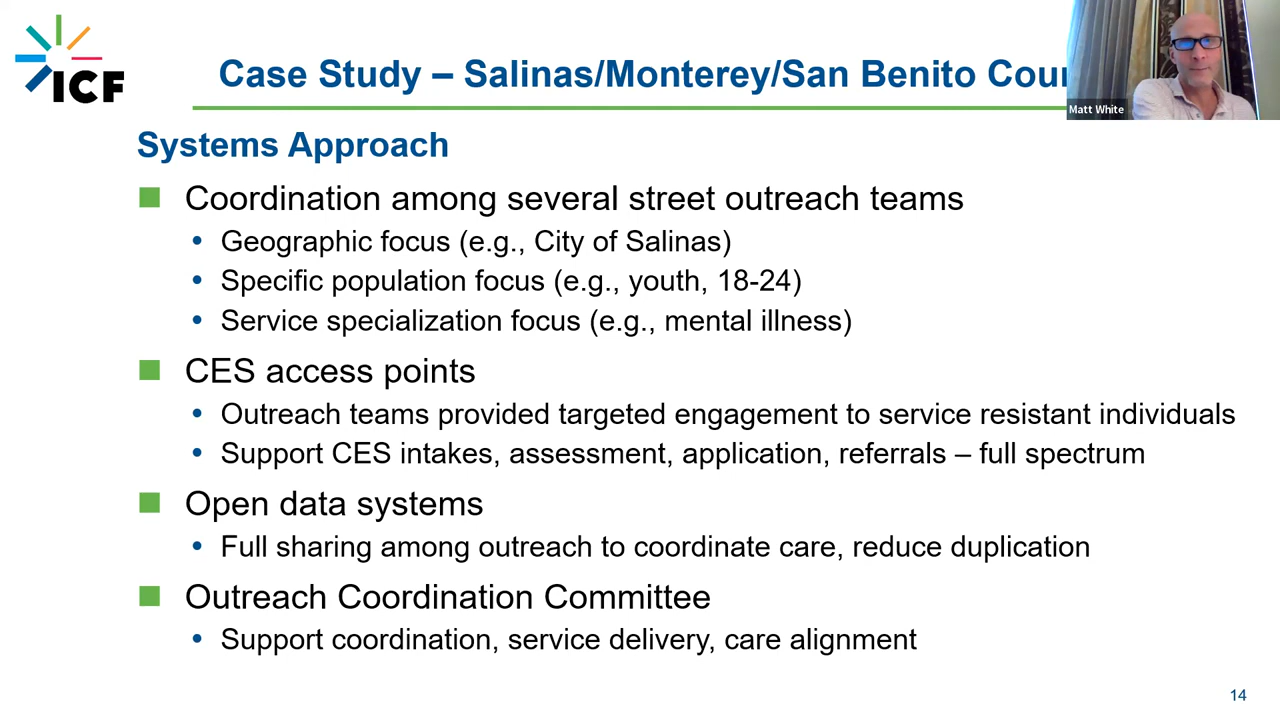 ICF
Case Study – Salinas/Monterey/San Benito Cou
Matt White
Systems Approach
Coordination among several street outreach teams
Geographic focus (e.g., City of Salinas)
Specific population focus (e.g., youth, 18-24)
Service specialization focus (e.g., mental illness)
CES access points
Outreach teams provided targeted engagement to service resistant individuals
Support CES intakes, assessment, application, referrals – full spectrum
Open data systems
Full sharing among outreach to coordinate care, reduce duplication
Outreach Coordination Committee
Support coordination, service delivery, care alignment
14